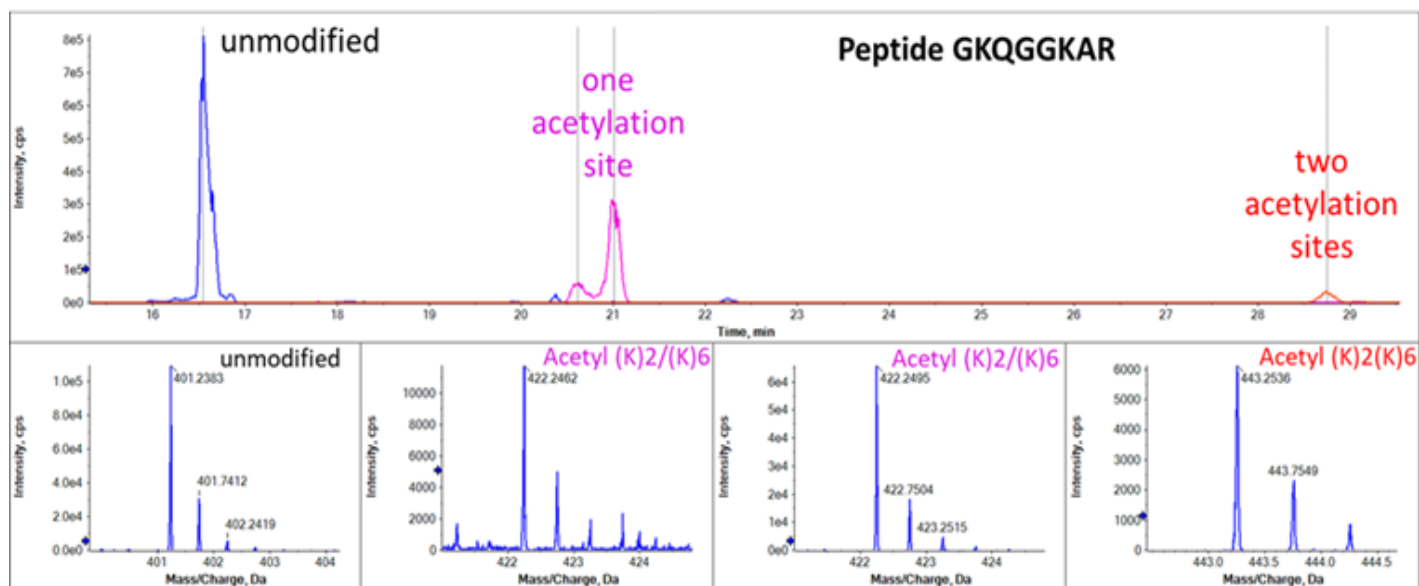 unmodified
Peptide GKQGGKAR
one
acetylation
site
two
acetylation
sites
Intensity, cps
8e5
7e5
6e5
5e5
4e5
3e5
2e5
1e5
0e0
16 17 18 19 20 21 22 23 24 25 26 27 28 29
Time, min
unmodified
Intensity, cps
1.0e5
8.0e4
6.0e4
4.0e4
2.0e4
0.0e0
401.2383
401.7412
402.2419
401 402 403 404
Mass/Charge, Da
Acetyl (K)2/(K)6
Intensity, cps
10000
8000
6000
4000
2000
0
422.2462
422 423 424
Mass/Charge, Da
Acetyl (K)2/(K)6
Intensity, cps
6e4
5e4
4e4
3e4
2e4
1e4
0e0
422.2495
422.7504
423.2515
422 423 424
Mass/Charge, Da
Acetyl (K)2(K)6
Intensity, cps
6000
5000
4000
3000
2000
1000
0
443.2536
443.7549
443.0 443.5 444.0 444.5
Mass/Charge, Da